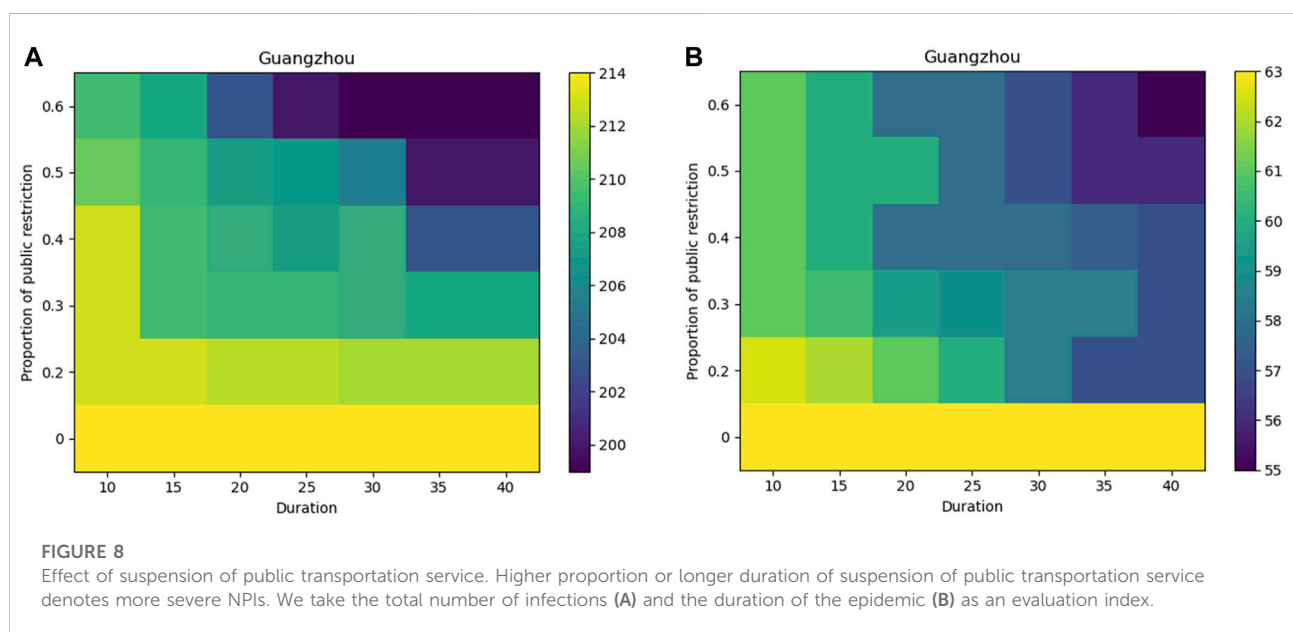 A
Guangzhou
Proportion of public restriction
0.6
0.5
0.4
0.3
0.2
0
10 15 20 25 30 35 40
Duration
214
212
210
208
206
204
202
200
B
Guangzhou
Proportion of public restriction
0.6
0.5
0.4
0.3
0.2
0
10 15 20 25 30 35 40
Duration
63
62
61
60
59
58
57
56
55
FIGURE 8
Effect of suspension of public transportation service. Higher proportion or longer duration of suspension of public transportation service
denotes more severe NPIs. We take the total number of infections (A) and the duration of the epidemic (B) as an evaluation index.